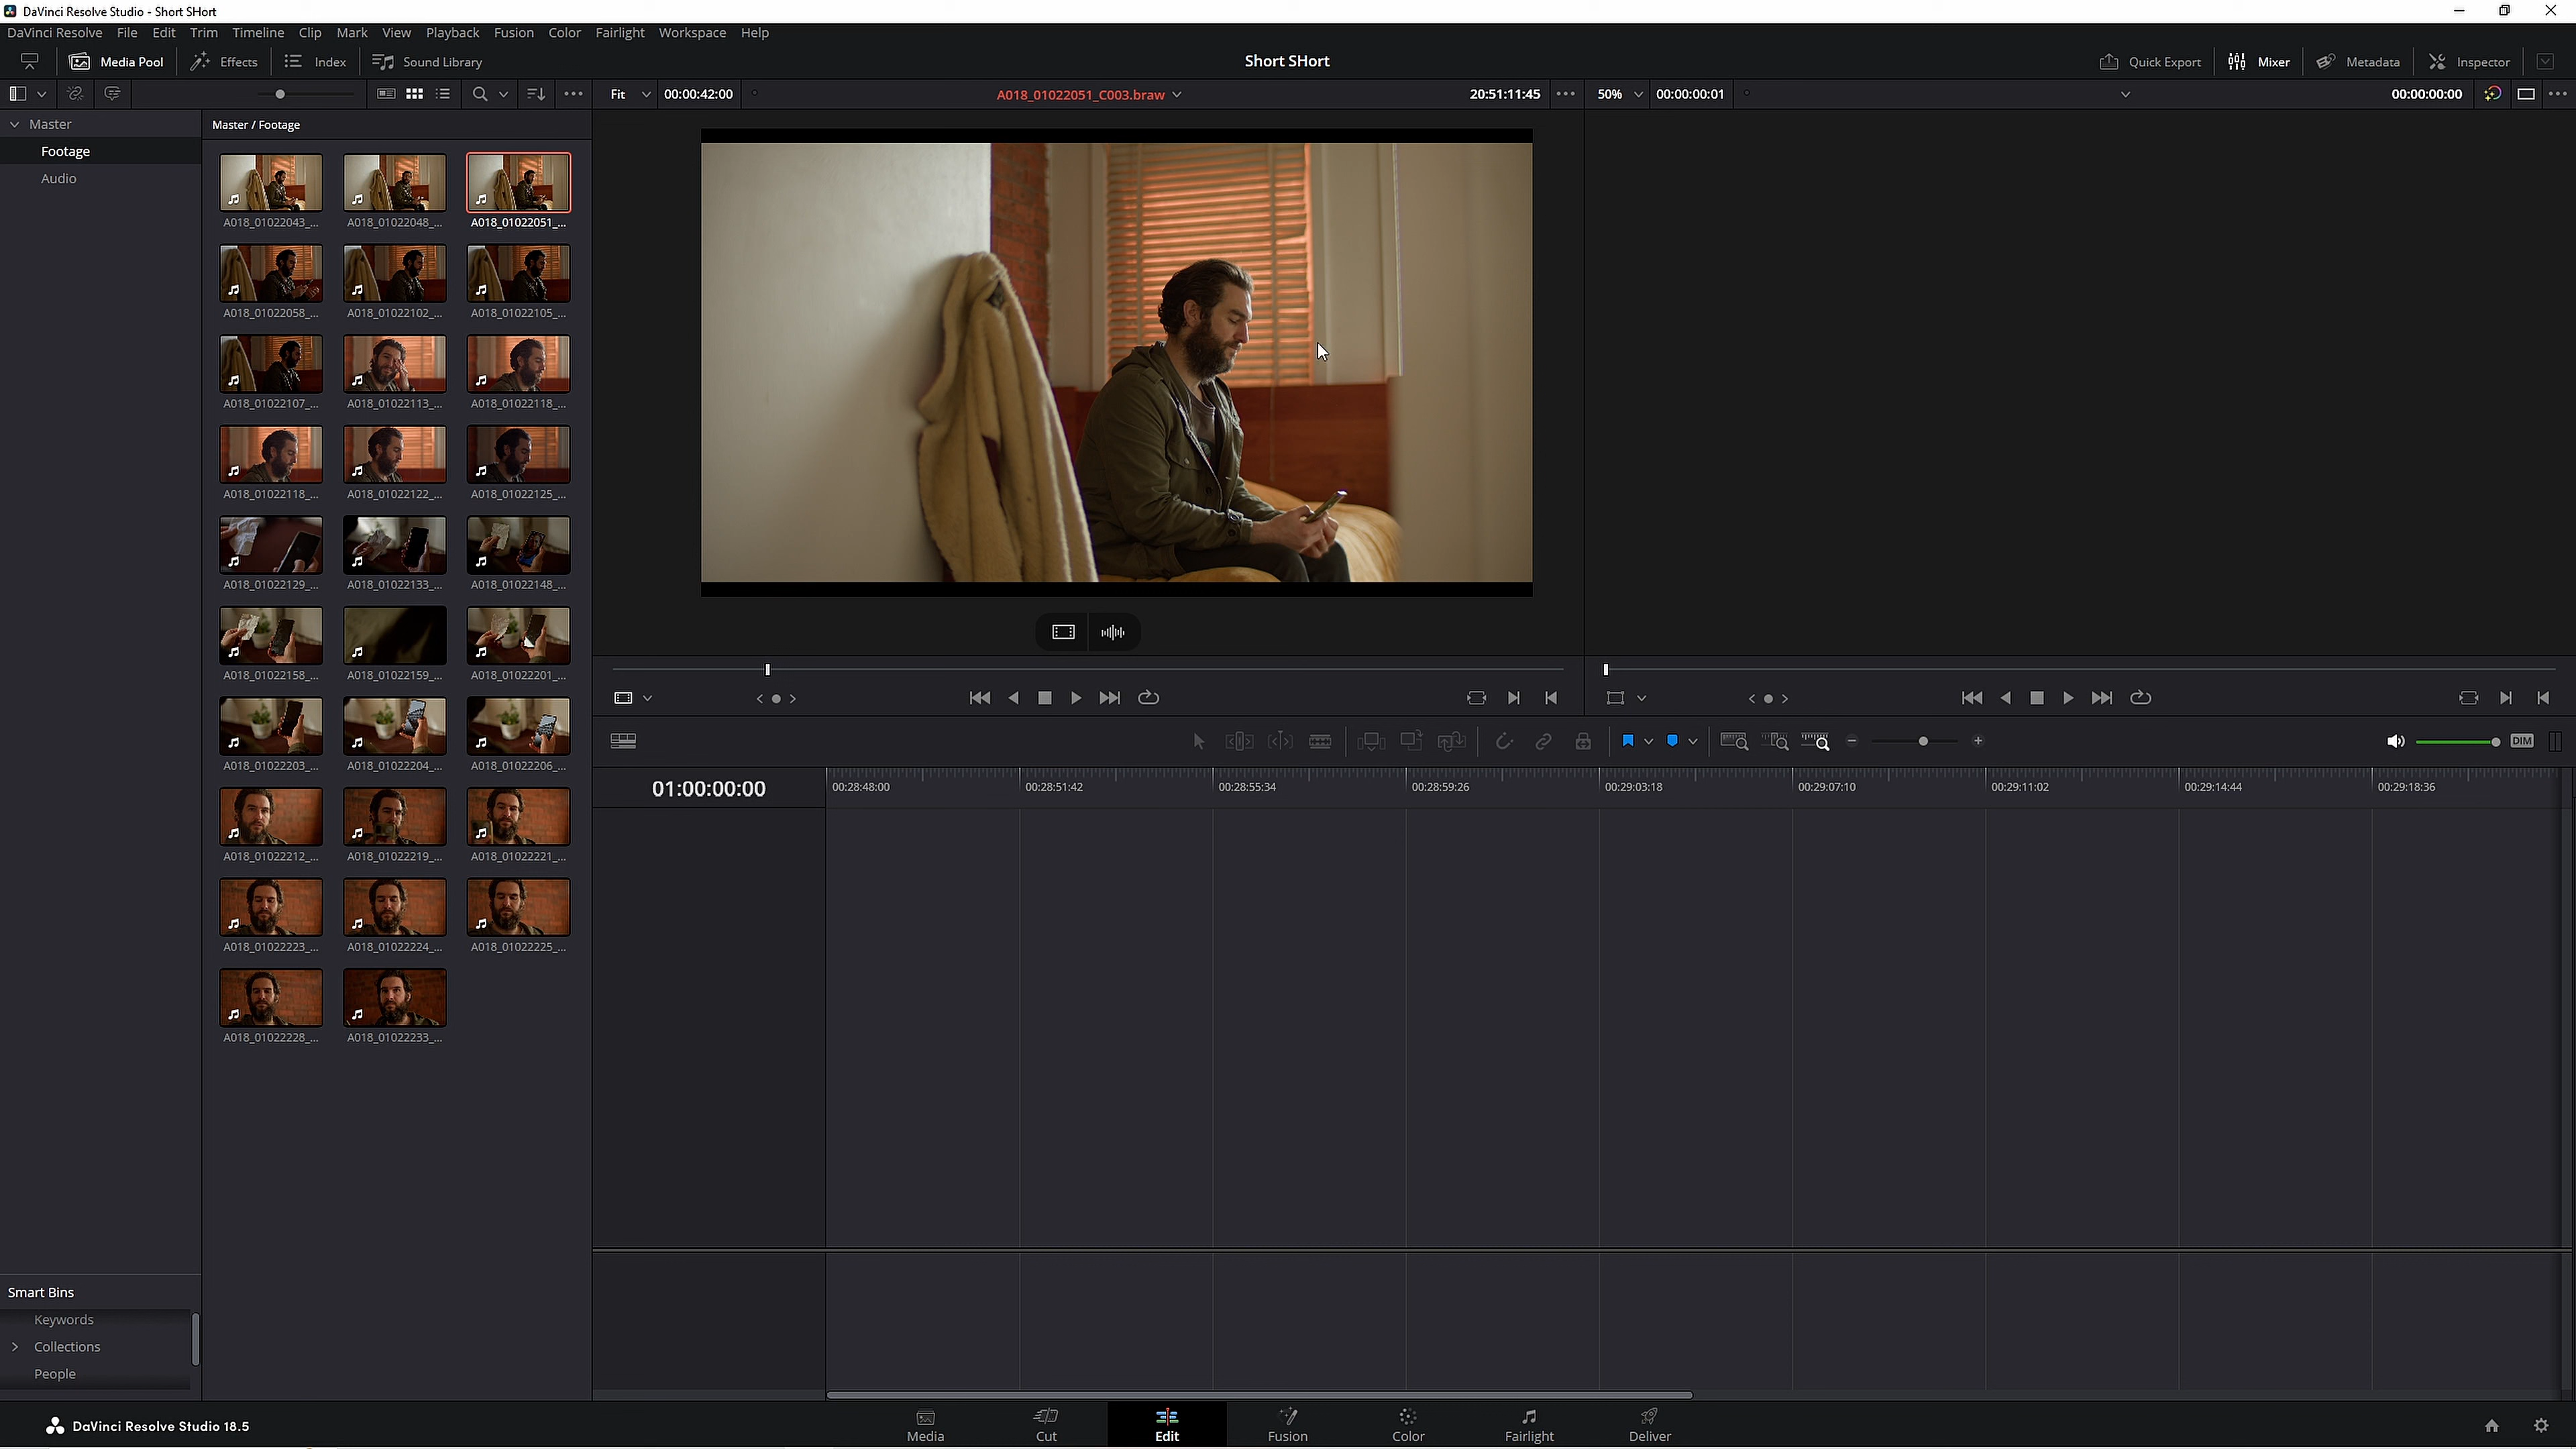 DaVinci Resolve Studio - Short SHort
DaVinci Resolve File Edit Trim Timeline Clip Mark View Playback Fusion Color Fairlight Workspace Help
Media Pool Effects Index Sound Library Short SHort Quick Export Mixer Metadata Inspector
Fit 00:00:42:00 A018_01022051_C003.braw 20:51:11:45 50% 00:00:00:01 00:00:00:00
Master Master / Footage
Footage
Audio
A018_01022043_... A018_01022048_... A018_01022051_...
A018_01022058_... A018_01022102_... A018_01022105_...
A018_01022107_... A018_01022113_... A018_01022118_...
A018_01022118_... A018_01022122_... A018_01022125_...
A018_01022129_... A018_01022133_... A018_01022148_...
A018_01022158_... A018_01022159_... A018_01022201_...
A018_01022203_... A018_01022204_... A018_01022206_...
DIM
01:00:00:00 00:28:48:00 00:28:51:42 00:28:55:34 00:28:59:26 00:29:03:18 00:29:07:10 00:29:11:02 00:29:14:44 00:29:18:36
A018_01022212_... A018_01022219_... A018_01022221_...
A018_01022223_... A018_01022224_... A018_01022225_...
A018_01022228_... A018_01022233_...
Smart Bins
Keywords
Collections
People
DaVinci Resolve Studio 18.5 Media Cut Edit Fusion Color Fairlight Deliver